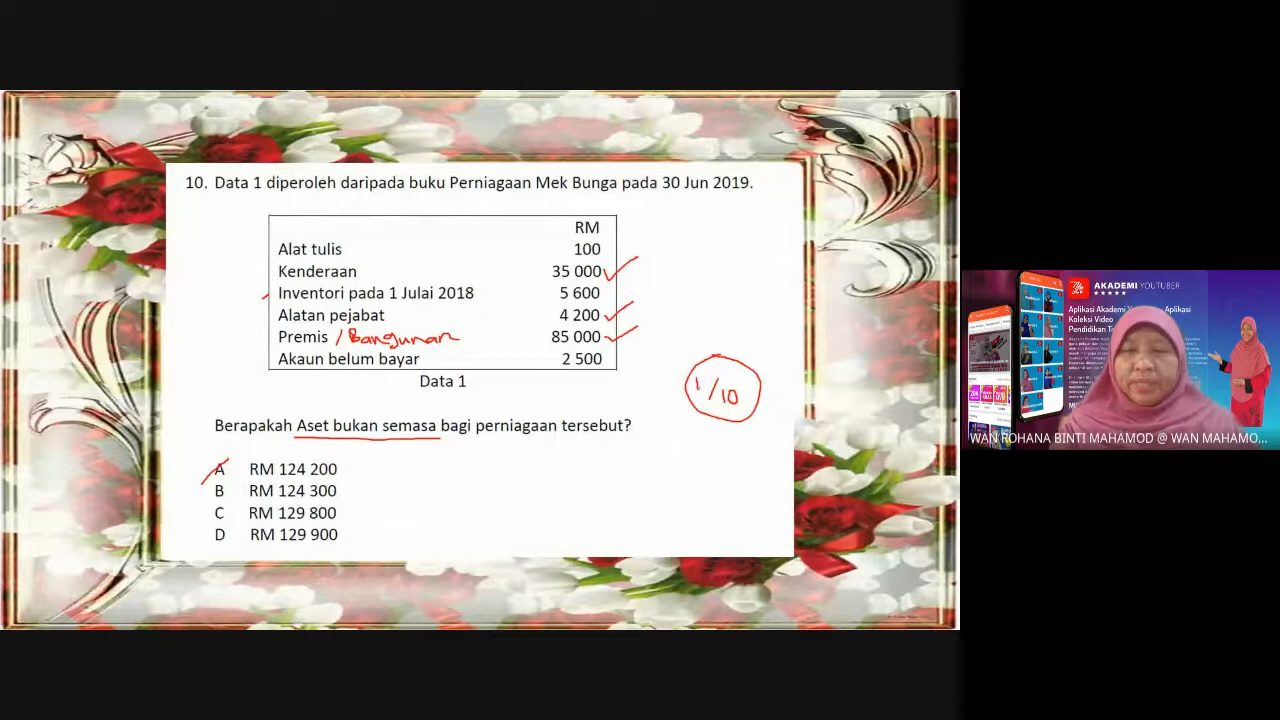 10. Data 1 diperoleh daripada buku Perniagaan Mek Bunga pada 30 Jun 2019.
RM
Alat tulis 100
Kenderaan 35 000
Inventori pada 1 Julai 2018 5 600
Alatan pejabat 4 200
Premis / Bangunan 85 000
Akaun belum bayar 2 500
Data 1
1/10
Berapakah Aset bukan semasa bagi perniagaan tersebut?
A RM 124 200
B RM 124 300
C RM 129 800
D RM 129 900
AKADEMI YOUTUBER
Koleksi Video
WAN ROHANA BINTI MAHAMOD @ WAN MAHAMO...